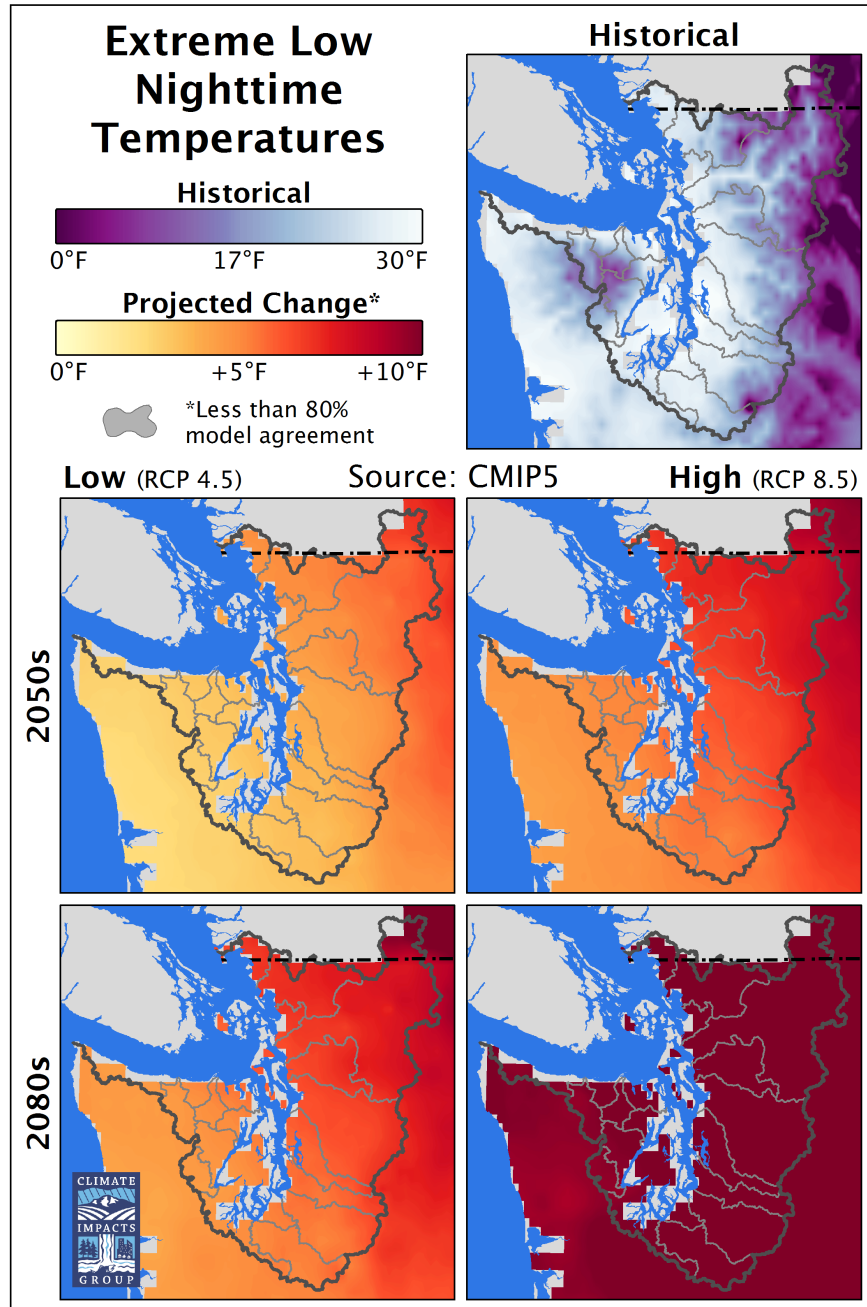 Extreme Low
Nighttime
Temperatures
Historical
0°F 17°F 30°F
Projected Change*
0°F +5°F +10°F
*Less than 80%
model agreement
Historical
Low (RCP 4.5) Source: CMIP5 High (RCP 8.5)
2050s
2080s
CLIMATE
IMPACTS
GROUP